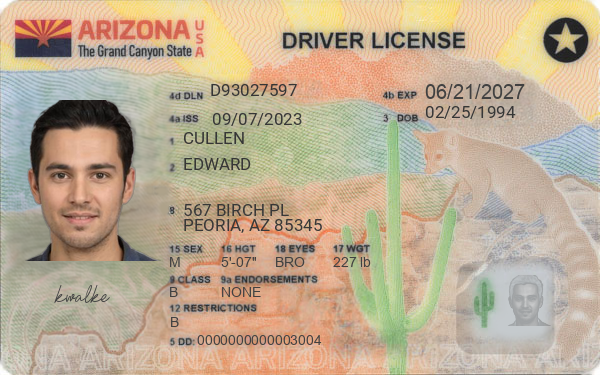 ARIZONA USA
The Grand Canyon State
DRIVER LICENSE
4d DLN D93027597
4b EXP 06/21/2027
4a ISS 09/07/2023
3 DOB 02/25/1994
1 CULLEN
2 EDWARD
8 567 BIRCH PL
PEORIA, AZ 85345
15 SEX 16 HGT 18 EYES 17 WGT
M 5'-07" BRO 227 lb
9 CLASS 9a ENDORSEMENTS
B NONE
12 RESTRICTIONS
B
5 DD: 0000000000003004
kwalke
ARIZONA ARIZONA ARIZONA ARIZONA